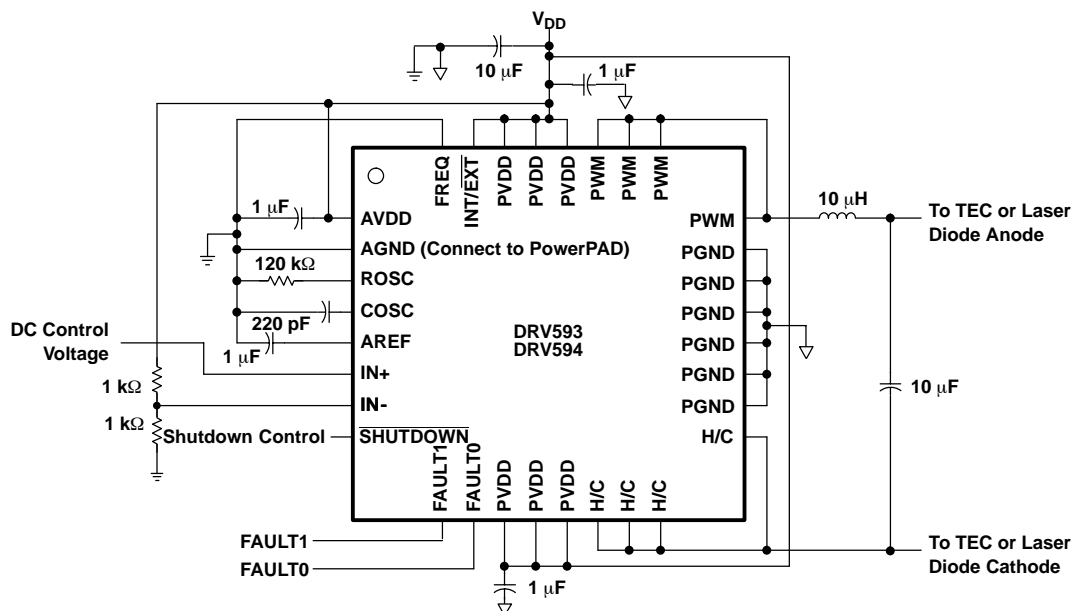 V_DD
10 μF
1 μF
FREQ
INT/EXT
PVDD
PVDD
PVDD
PWM
PWM
PWM
1 μF
AVDD
AGND (Connect to PowerPAD)
120 kΩ
ROSC
COSC
220 pF
AREF
1 μF
DC Control
Voltage
IN+
1 kΩ
IN-
1 kΩ
Shutdown Control
SHUTDOWN
DRV593
DRV594
PWM
PGND
PGND
PGND
PGND
PGND
PGND
H/C
10 μH
To TEC or Laser
Diode Anode
10 μF
FAULT1
FAULT0
PVDD
PVDD
PVDD
H/C
H/C
H/C
FAULT1
FAULT0
1 μF
To TEC or Laser
Diode Cathode